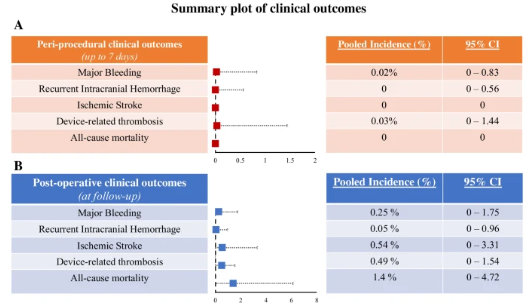 Summary plot of clinical outcomes
A
Peri-procedural clinical outcomes
(up to 7 days)
Pooled Incidence (%) 95% CI
Major Bleeding 0.02% 0 – 0.83
Recurrent Intracranial Hemorrhage 0 0 – 0.56
Ischemic Stroke 0 0
Device-related thrombosis 0.03% 0 – 1.44
All-cause mortality 0 0
0 0.5 1 1.5 2
B
Post-operative clinical outcomes
(at follow-up)
Pooled Incidence (%) 95% CI
Major Bleeding 0.25 % 0 – 1.75
Recurrent Intracranial Hemorrhage 0.05 % 0 – 0.96
Ischemic Stroke 0.54 % 0 – 3.31
Device-related thrombosis 0.49 % 0 – 1.54
All-cause mortality 1.4 % 0 – 4.72
0 2 4 6 8